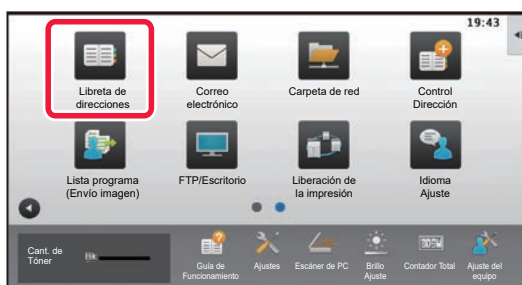 19:43
Libreta de
direcciones
Correo
electrónico
Carpeta de red
Control
Dirección
Lista programa
(Envío imagen)
FTP/Escritorio
Liberación de
la impresión
Idioma
Ajuste
Cant. de
Tóner
Bk
Guía de
Funcionamiento
Ajustes
Escáner de PC
Brillo
Ajuste
Contador Total
Ajuste del
equipo